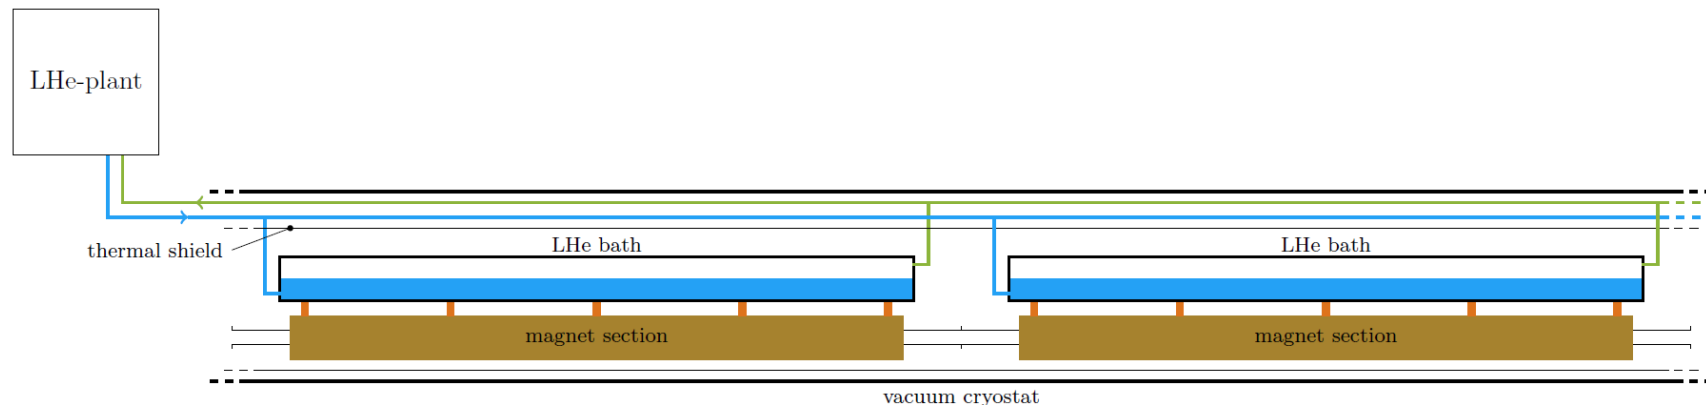 LHe-plant
thermal shield
LHe bath
LHe bath
magnet section
magnet section
vacuum cryostat